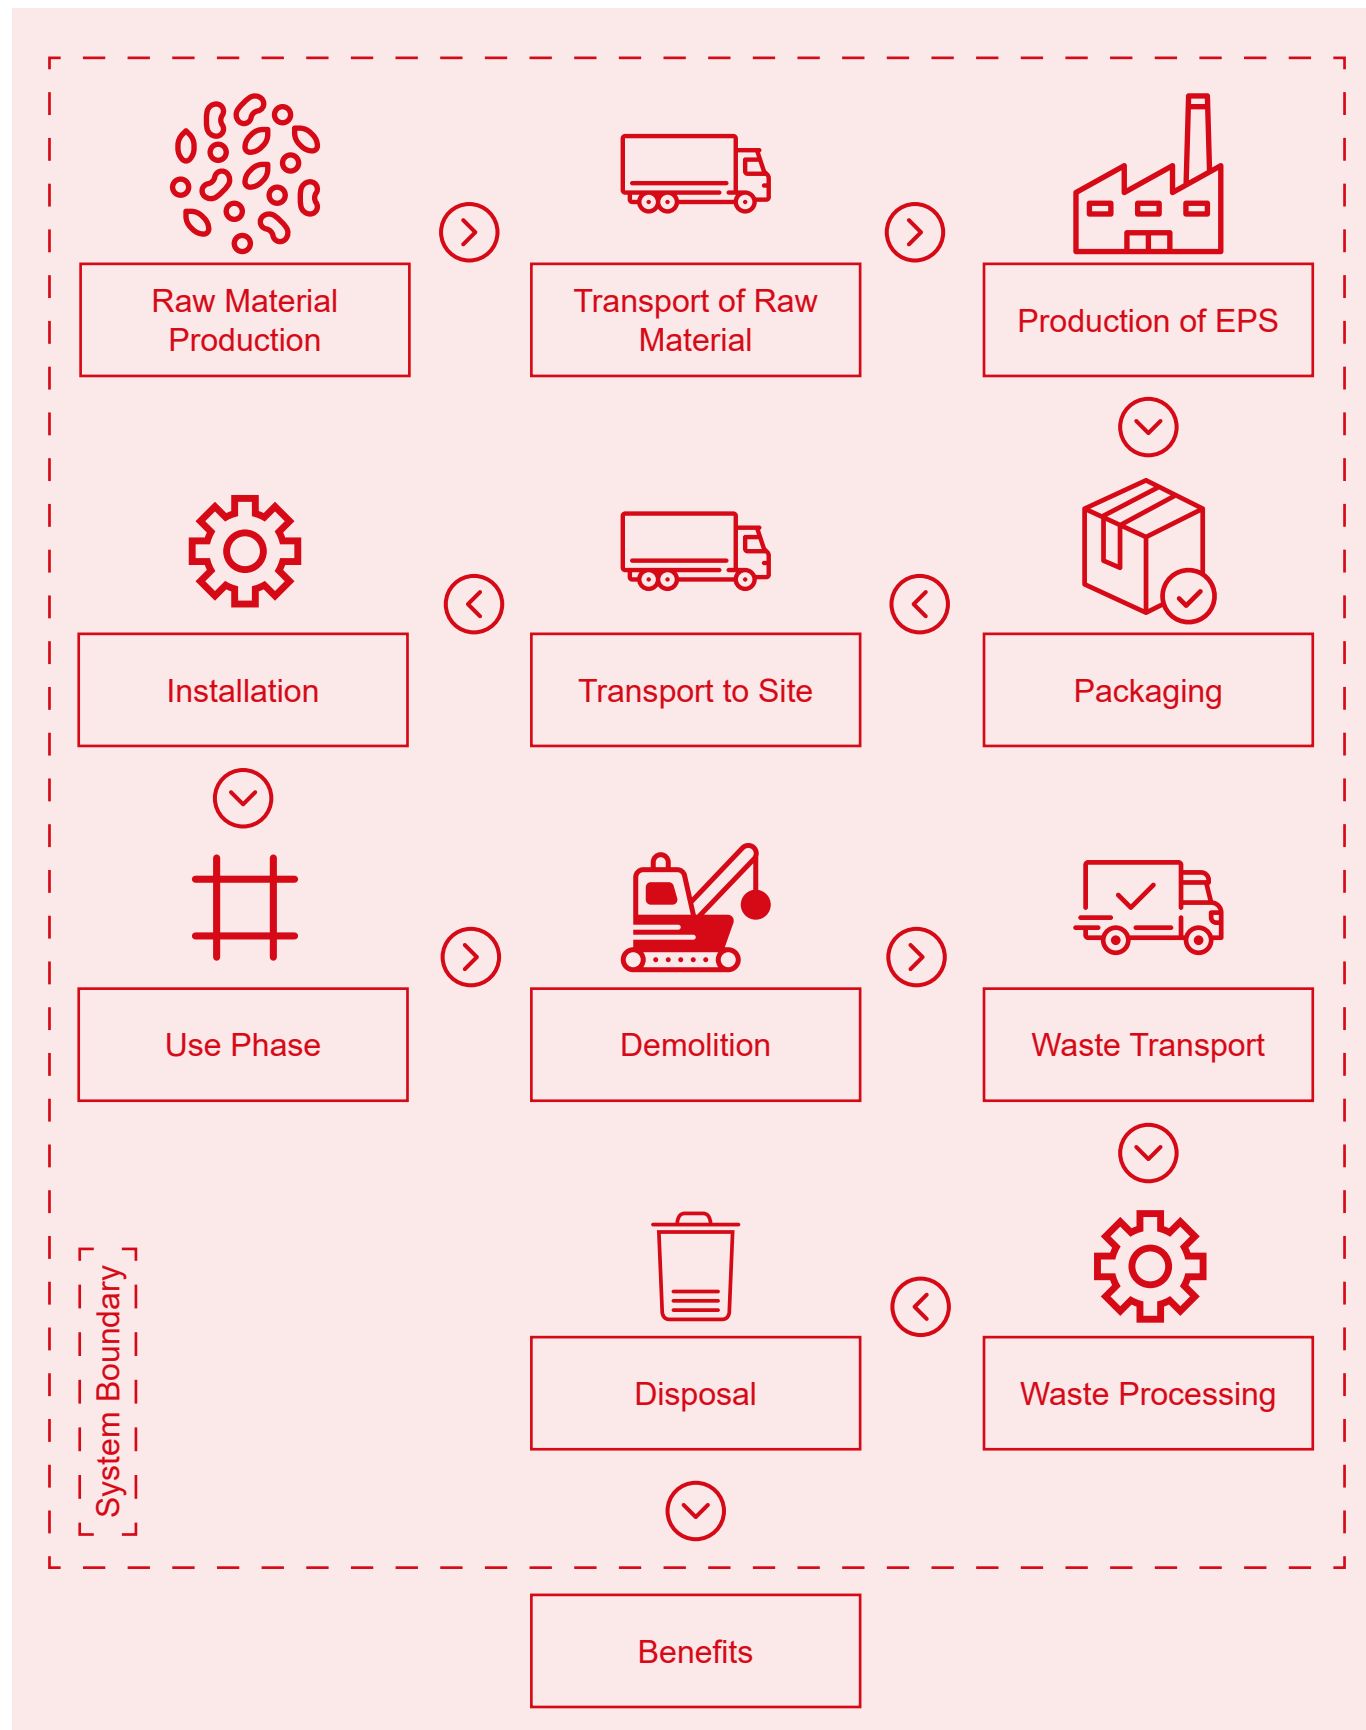 Raw Material
Production
Transport of Raw
Material
Production of EPS
Installation
Transport to Site
Packaging
Use Phase
Demolition
Waste Transport
System Boundary
Disposal
Waste Processing
Benefits